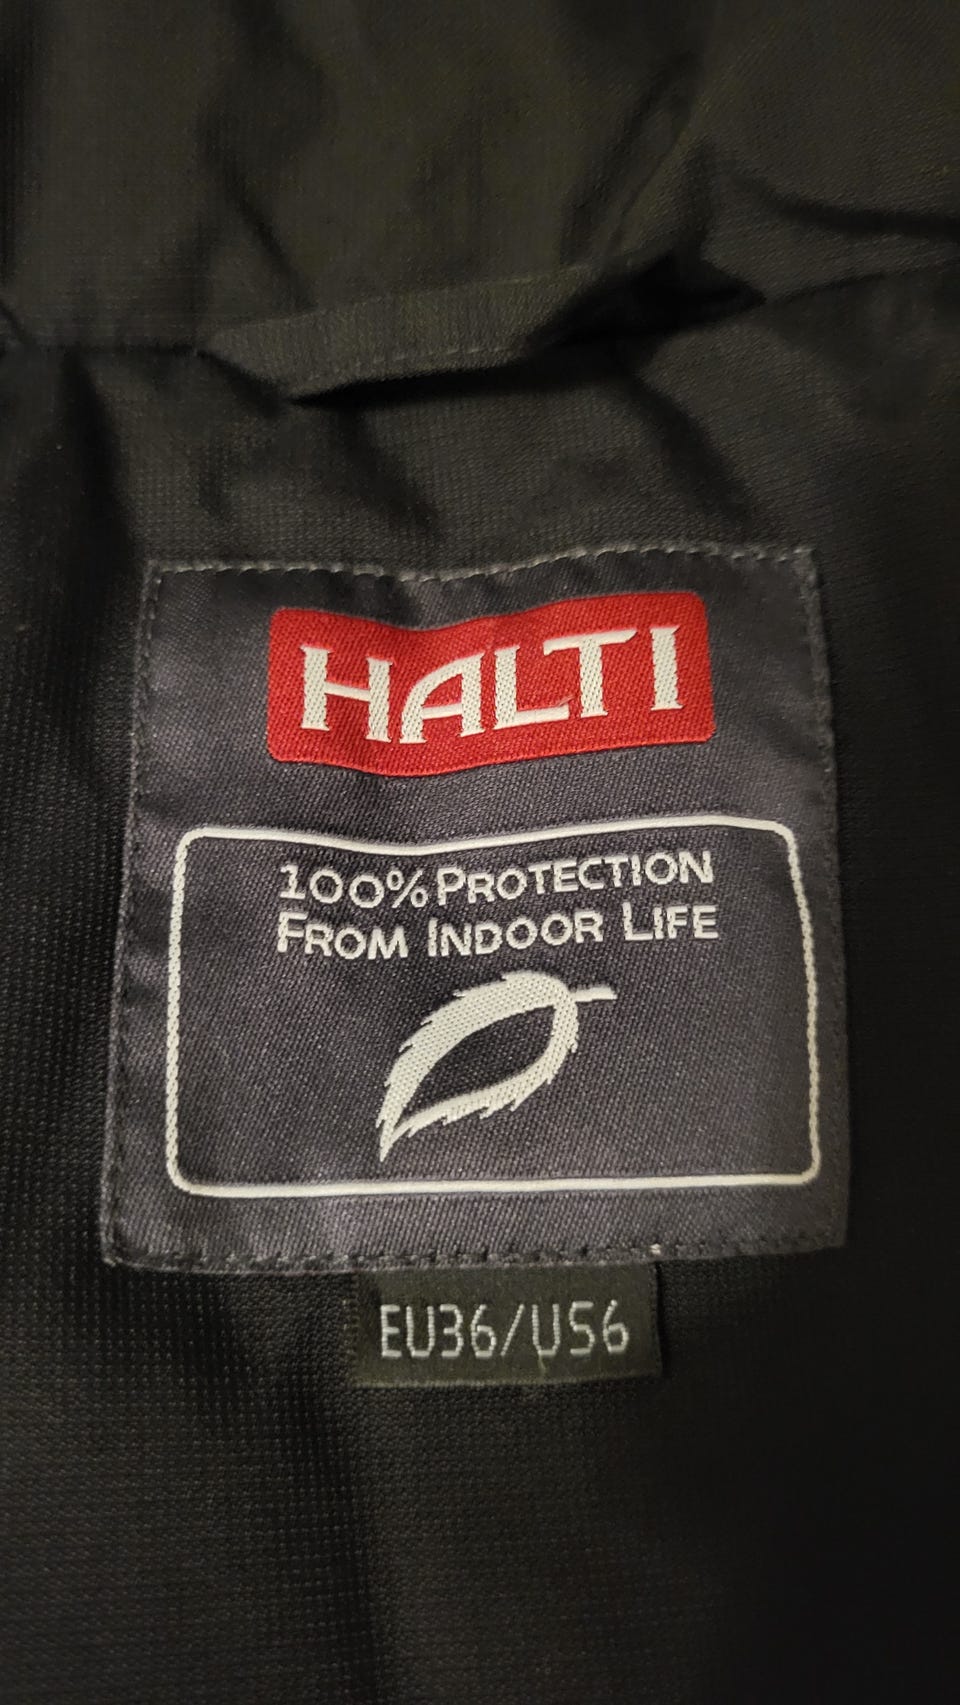 HALTI
100% PROTECTION
FROM INDOOR LIFE
EU36/US6